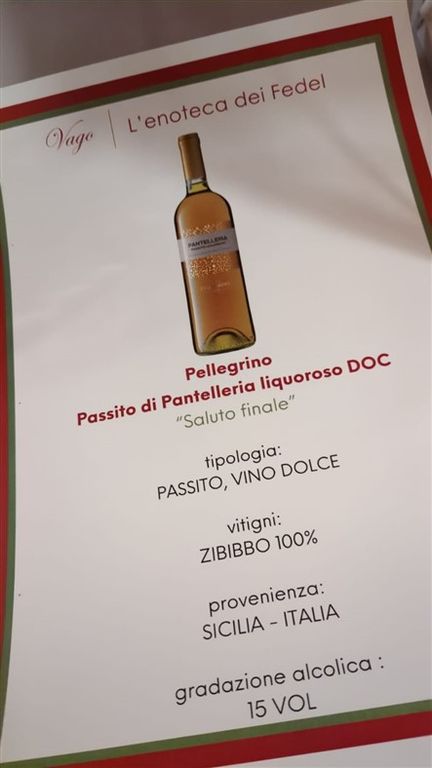 Vago | L'enoteca dei Fedel
PANTELLERIA
Pellegrino
Passito di Pantelleria liquoroso DOC
"Saluto finale"
tipologia:
PASSITO, VINO DOLCE
vitigni:
ZIBIBBO 100%
provenienza:
SICILIA - ITALIA
gradazione alcolica :
15 VOL